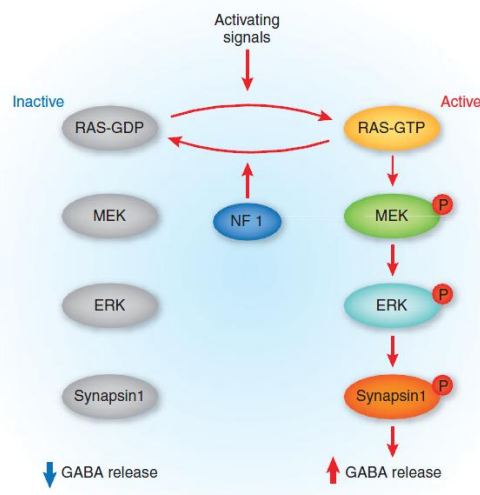 Activating
signals
Inactive
Active
RAS-GDP
RAS-GTP
MEK
NF 1
MEK
P
ERK
ERK
P
Synapsin1
Synapsin1
P
GABA release
GABA release